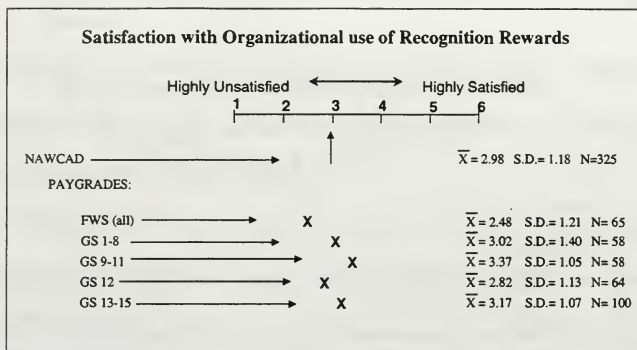 Satisfaction with Organizational use of Recognition Rewards
Highly Unsatisfied Highly Satisfied
1 2 3 4 5 6
NAWCAD X̄ = 2.98 S.D.= 1.18 N=325
PAYGRADES:
FWS (all) X X̄ = 2.48 S.D.= 1.21 N= 65
GS 1-8 X X̄ = 3.02 S.D.= 1.40 N= 58
GS 9-11 X X̄ = 3.37 S.D.= 1.05 N= 58
GS 12 X X̄ = 2.82 S.D.= 1.13 N= 64
GS 13-15 X X̄ = 3.17 S.D.= 1.07 N= 100